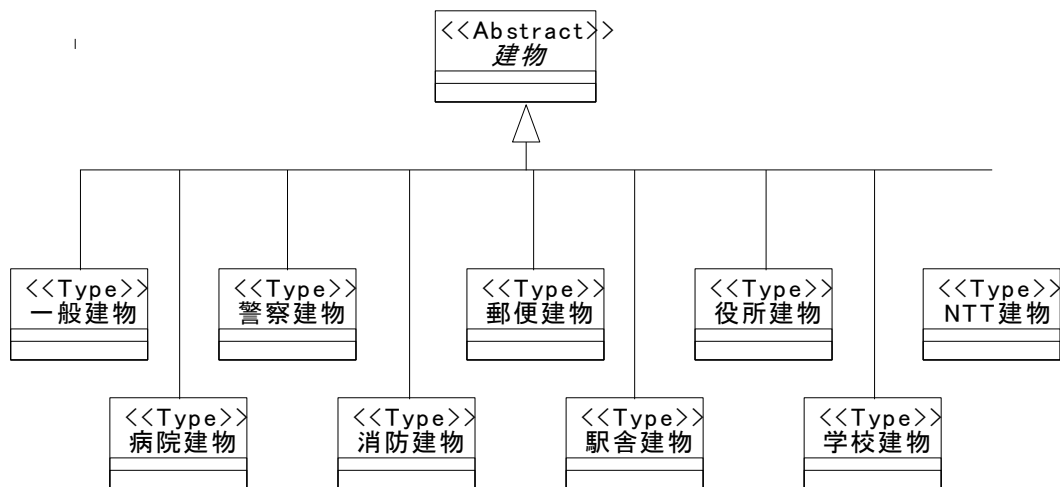 <<Abstract>>
建物
<<Type>>
一般建物
<<Type>>
警察建物
<<Type>>
郵便建物
<<Type>>
役所建物
<<Type>>
NTT建物
<<Type>>
病院建物
<<Type>>
消防建物
<<Type>>
駅舎建物
<<Type>>
学校建物